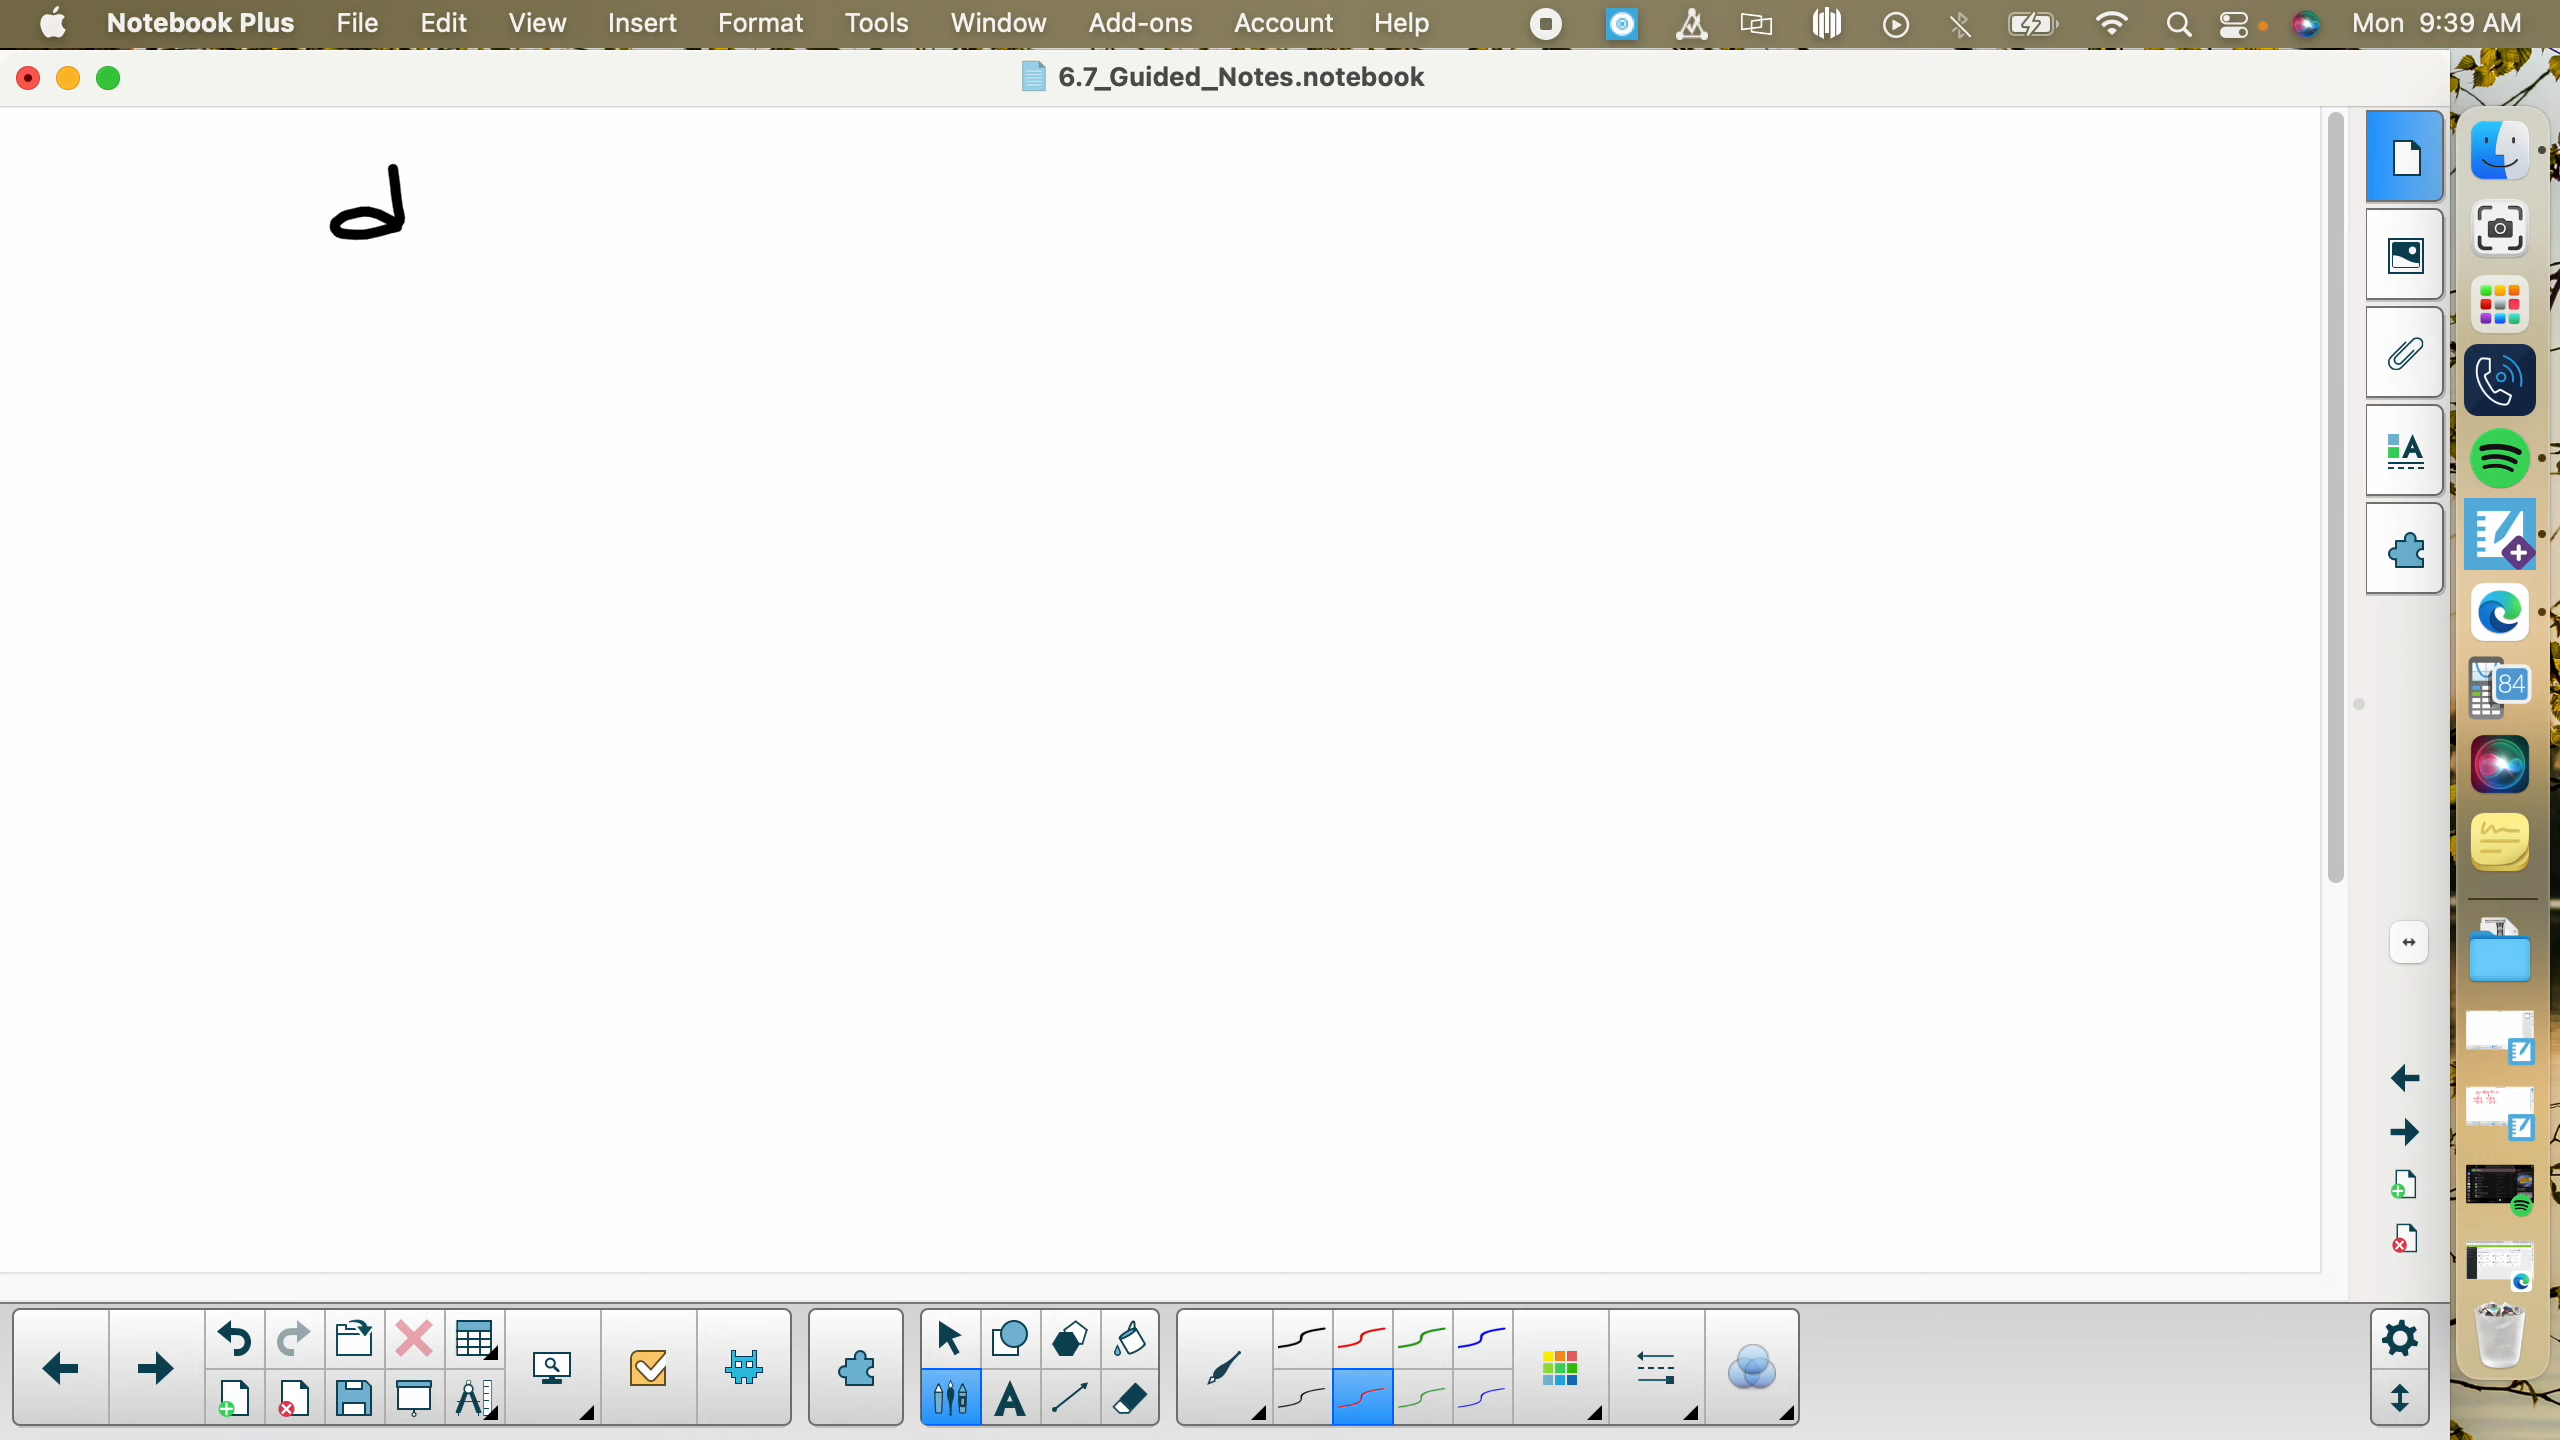 Notebook Plus File Edit View Insert Format Tools Window Add-ons Account Help Mon 9:39 AM
6.7_Guided_Notes.notebook
d
A
84
A